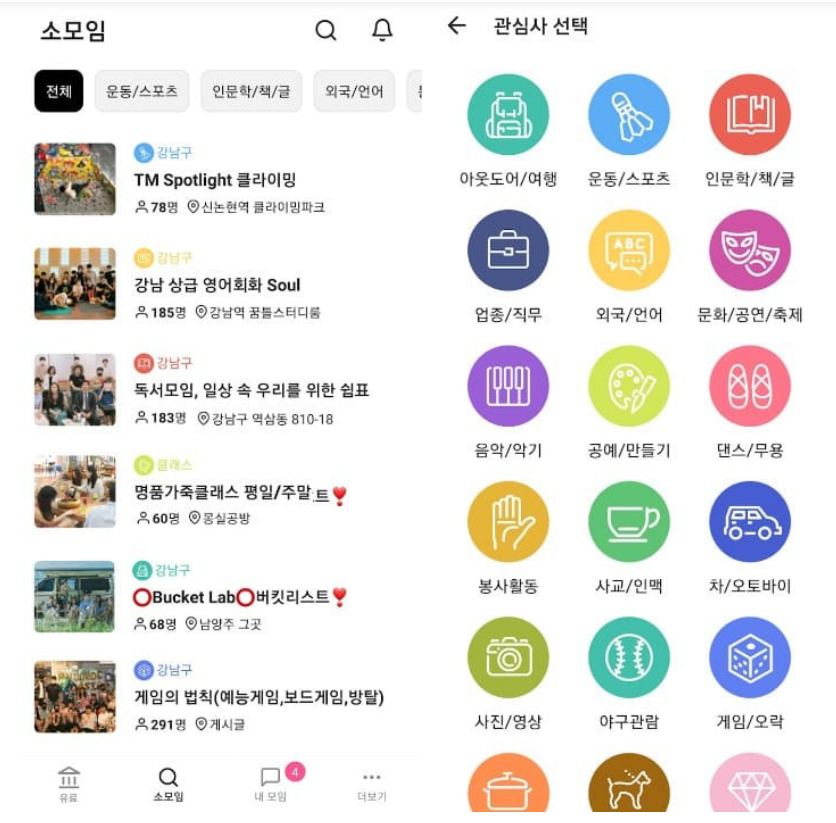 소모임
전체
운동/스포츠
인문학/책/글
외국/언어
강남구
TM Spotlight 클라이밍
78명 신논현역 클라이밍파크
강남구
강남 상급 영어회화 Soul
185명 강남역 꿈틀스터디룸
강남구
독서모임, 일상 속 우리를 위한 쉼표
183명 강남구 역삼동 810-18
클래스
명품가죽클래스 평일/주말.트❣️
60명 몽실공방
강남구
⭕Bucket Lab⭕버킷리스트❣️
68명 남양주 그곳
강남구
게임의 법칙(예능게임,보드게임,방탈)
291명 게시글
유료
소모임
내 모임
4
더보기
관심사 선택
아웃도어/여행
운동/스포츠
인문학/책/글
업종/직무
ABC
외국/언어
문화/공연/축제
음악/악기
공예/만들기
댄스/무용
봉사활동
사교/인맥
차/오토바이
사진/영상
야구관람
게임/오락